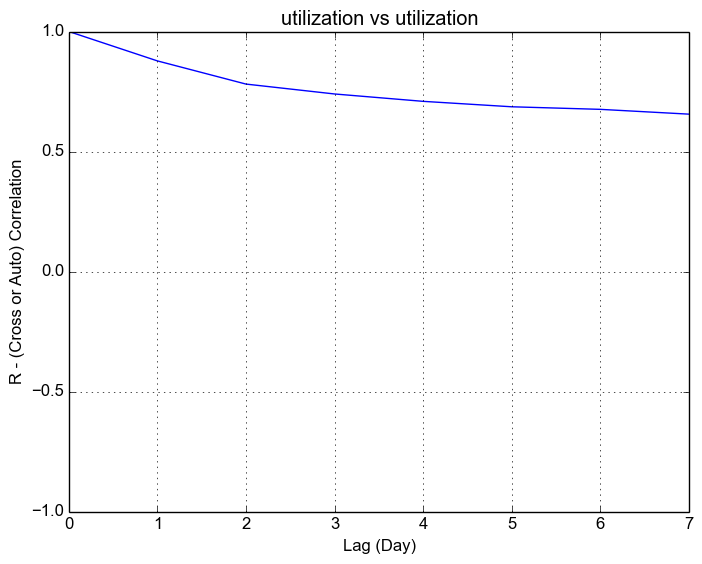 utilization vs utilization
1.0
0.5
0.0
−0.5
−1.0
R - (Cross or Auto) Correlation
0 1 2 3 4 5 6 7
Lag (Day)